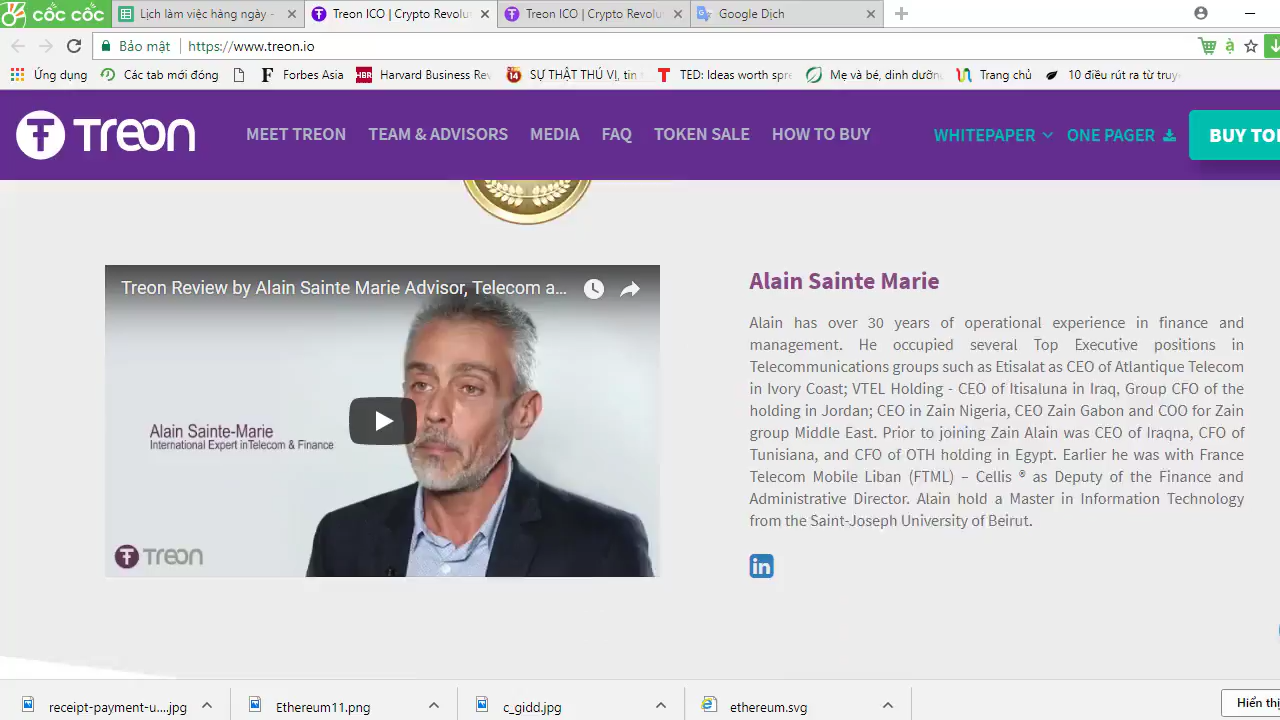 cốc cốc
Lịch làm việc hằng ngày -
Treon ICO | Crypto Revolu
Treon ICO | Crypto Revolu
Google Dịch
Bảo mật
https://www.treon.io
Ứng dụng
Các tab mới đóng
Forbes Asia
HBR
Harvard Business Rev
14
SỰ THẬT THÚ VỊ, tin
TED: Ideas worth spre
Mẹ và bé, dinh dưỡn
Trang chủ
10 điều rút ra từ truy
TREON
MEET TREON
TEAM & ADVISORS
MEDIA
FAQ
TOKEN SALE
HOW TO BUY
WHITEPAPER
ONE PAGER
BUY TO
Treon Review by Alain Sainte Marie Advisor, Telecom a...
Alain Sainte-Marie
International Expert inTelecom & Finance
TREON
Alain Sainte Marie
Alain has over 30 years of operational experience in finance and
management. He occupied several Top Executive positions in
Telecommunications groups such as Etisalat as CEO of Atlantique Telecom
in Ivory Coast; VTEL Holding - CEO of Itisaluna in Iraq, Group CFO of the
holding in Jordan; CEO in Zain Nigeria, CEO Zain Gabon and COO for Zain
group Middle East. Prior to joining Zain Alain was CEO of Iraqna, CFO of
Tunisiana, and CFO of OTH holding in Egypt. Earlier he was with France
Telecom Mobile Liban (FTML) – Cellis ® as Deputy of the Finance and
Administrative Director. Alain hold a Master in Information Technology
from the Saint-Joseph University of Beirut.
in
receipt-payment-u....jpg
Ethereum11.png
c_gidd.jpg
ethereum.svg
Hiển thị